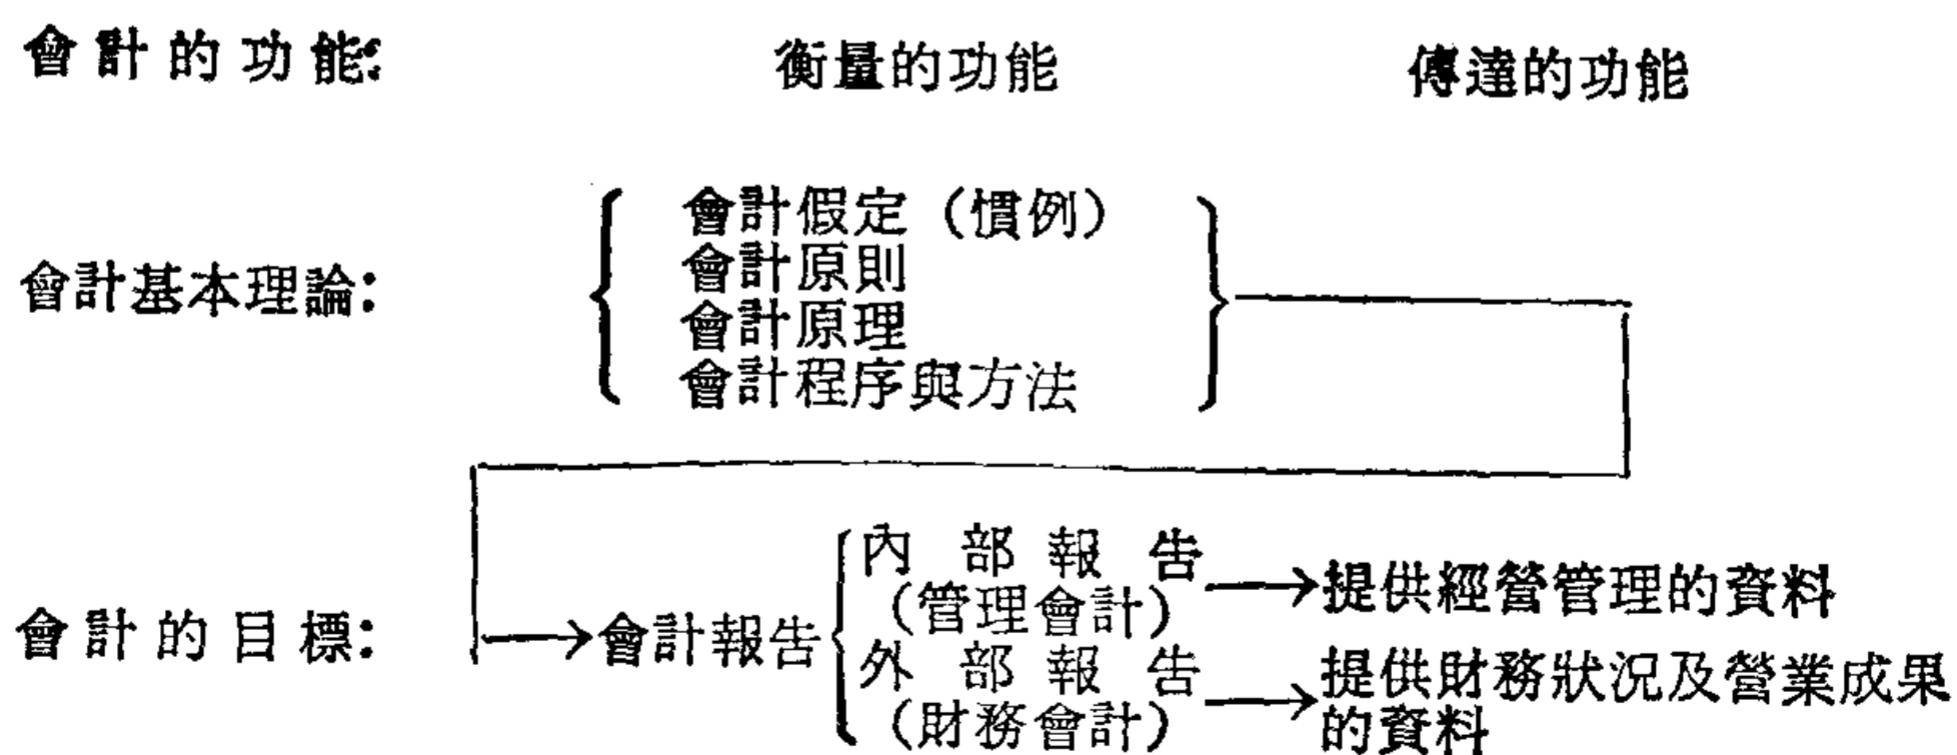 會計的功能: 衡量的功能 傳達的功能
會計假定（慣例）
會計原則
會計基本理論:
會計原理
會計程序與方法
內部報告
(管理會計)
提供經營管理的資料
會計的目標: 會計報告
外部報告
(財務會計)
提供財務狀況及營業成果
的資料